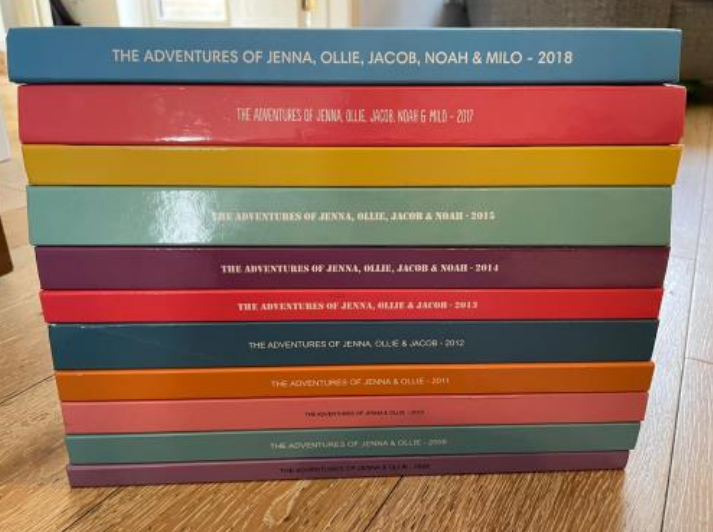 THE ADVENTURES OF JENNA, OLLIE, JACOB, NOAH & MILO - 2018
THE ADVENTURES OF JENNA, OLLIE, JACOB, NOAH & MILO - 2017
THE ADVENTURES OF JENNA, OLLIE, JACOB & NOAH - 2015
THE ADVENTURES OF JENNA, OLLIE, JACOB & NOAH - 2014
THE ADVENTURES OF JENNA, OLLIE & JACOB - 2013
THE ADVENTURES OF JENNA, OLLIE & JACOB - 2012
THE ADVENTURES OF JENNA & OLLIE - 2011
THE ADVENTURES OF JENNA & OLLIE -
THE ADVENTURES OF JENNA & OLLIE -
THE ADVENTURES OF JENNA & OLLIE -